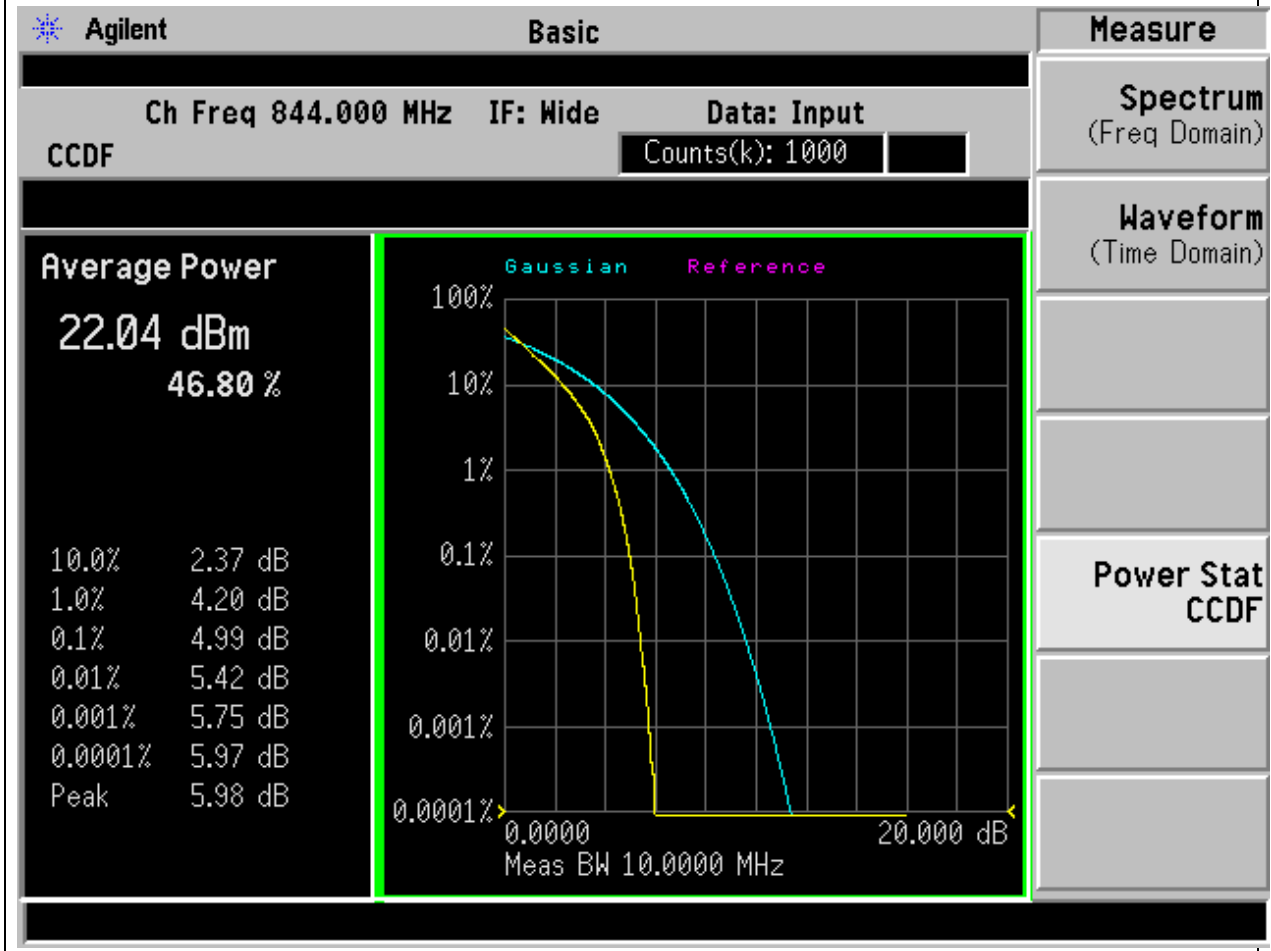 Agilent
Basic
Measure
Ch Freq 844.000 MHz IF: Wide Data: Input
CCDF
Counts(k): 1000
Spectrum
(Freq Domain)
Waveform
(Time Domain)
Power Stat
CCDF
Average Power
22.04 dBm
46.80 %
10.0% 2.37 dB
1.0% 4.20 dB
0.1% 4.99 dB
0.01% 5.42 dB
0.001% 5.75 dB
0.0001% 5.97 dB
Peak 5.98 dB
Gaussian Reference
100%
10%
1%
0.1%
0.01%
0.001%
0.0001%
0.0000 20.000 dB
Meas BW 10.0000 MHz